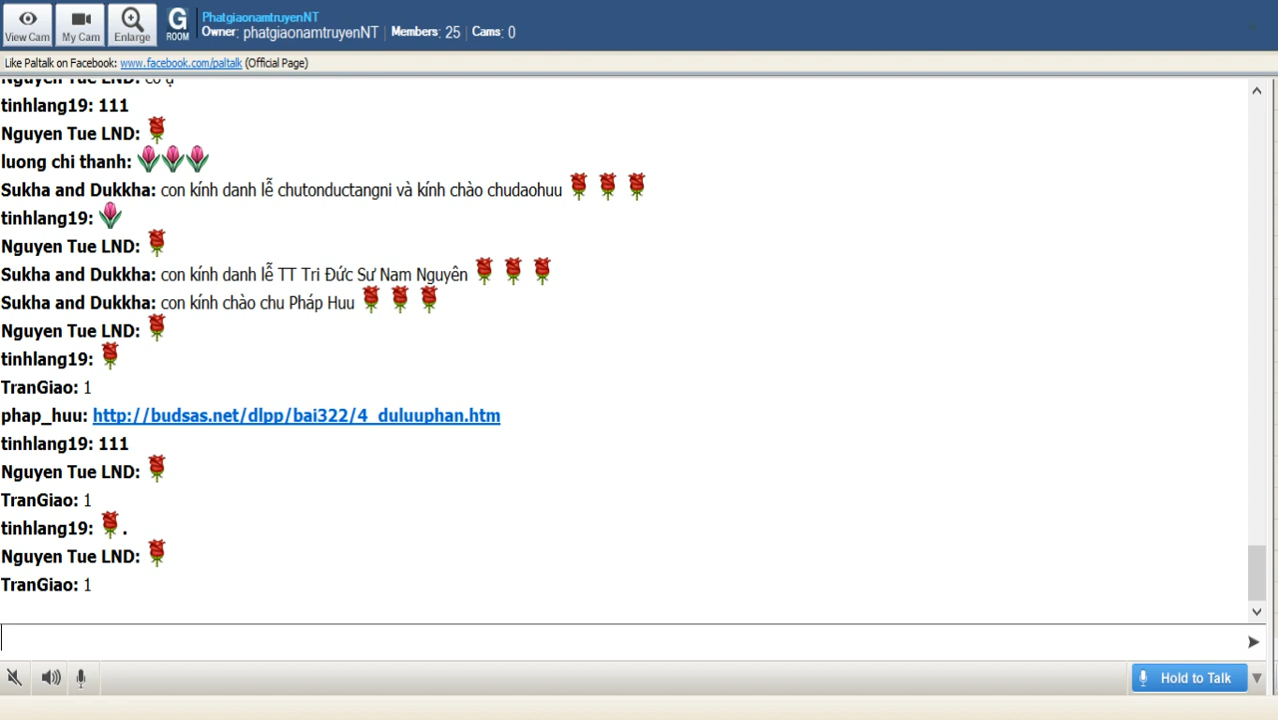 View Cam
My Cam
Enlarge
G ROOM
PhatgiaonamtruyenNT
Owner: phatgiaonamtruyenNT | Members: 25 | Cams: 0
Like Paltalk on Facebook: www.facebook.com/paltalk (Official Page)
Nguyen Tue LND: co ạ
tinhlang19: 111
Nguyen Tue LND:
luong chi thanh:
Sukha and Dukkha: con kính danh lễ chutonductangni và kính chào chudaohuu
tinhlang19:
Nguyen Tue LND:
Sukha and Dukkha: con kính danh lễ TT Tri Đức Sư Nam Nguyên
Sukha and Dukkha: con kính chào chu Pháp Huu
Nguyen Tue LND:
tinhlang19:
TranGiao: 1
phap_huu: http://budsas.net/dlpp/bai322/4_duluuphan.htm
tinhlang19: 111
Nguyen Tue LND:
TranGiao: 1
tinhlang19: .
Nguyen Tue LND:
TranGiao: 1
Hold to Talk